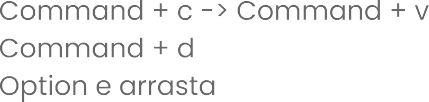 Command + c -> Command + v
Command + d
Option e arrasta